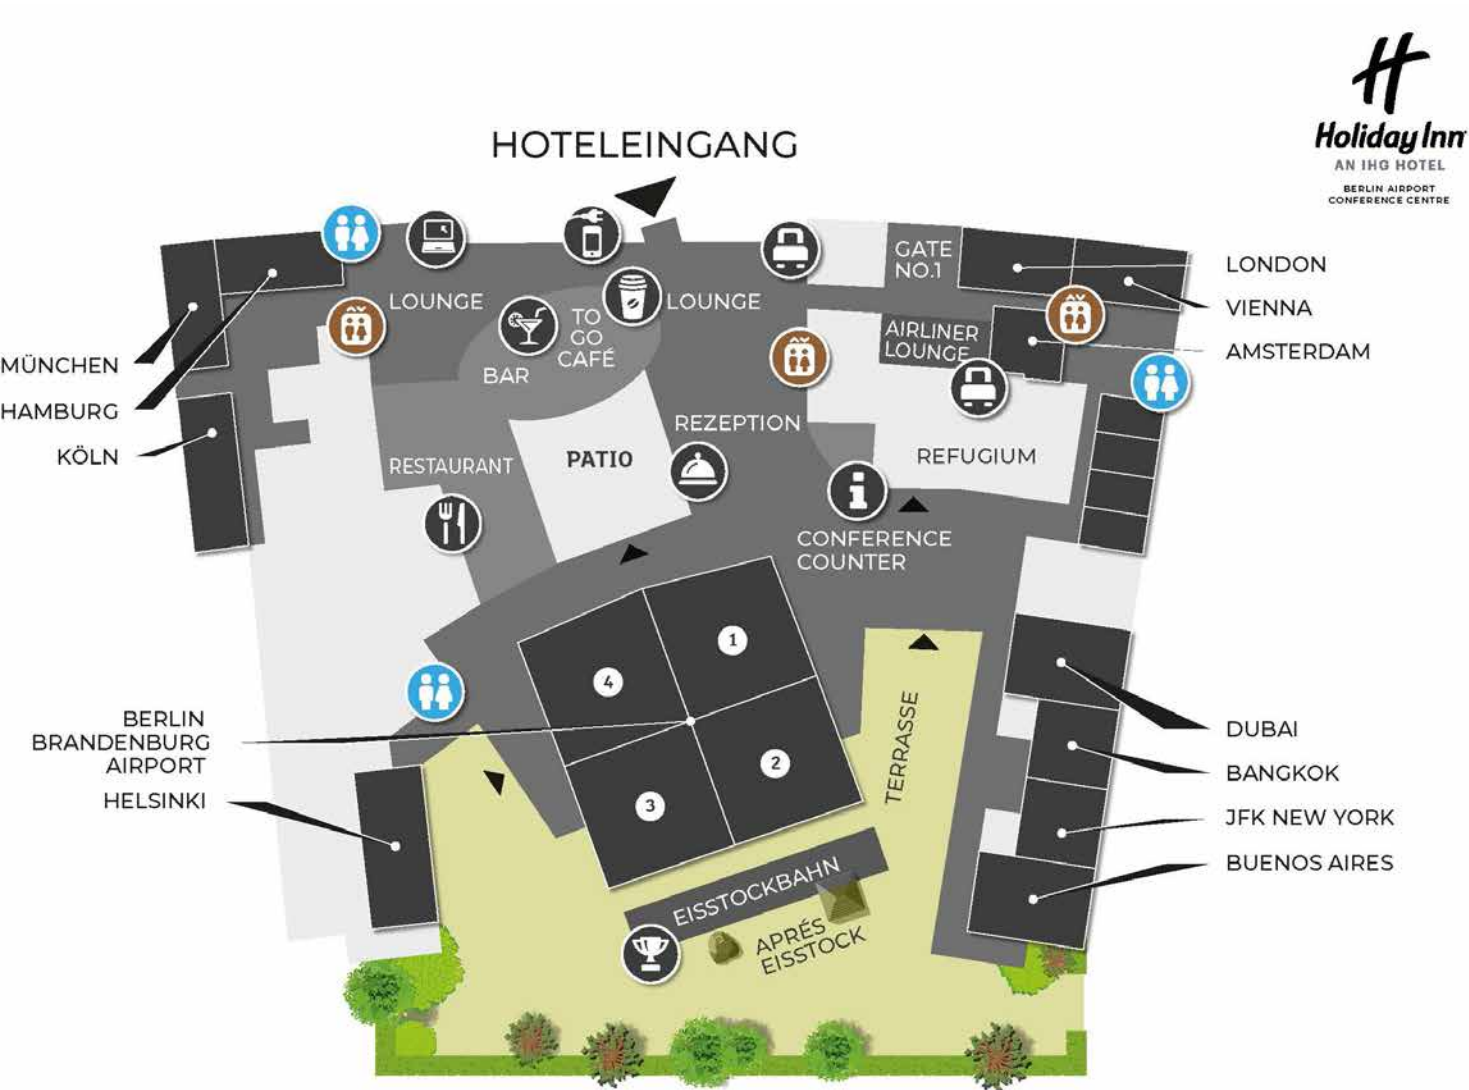 Holiday Inn
AN IHG HOTEL
BERLIN AIRPORT
CONFERENCE CENTRE
HOTELEINGANG
LOUNGE
BAR
TO
GO
CAFÉ
LOUNGE
GATE
NO.1
AIRLINER
LOUNGE
LONDON
VIENNA
AMSTERDAM
MÜNCHEN
HAMBURG
KÖLN
RESTAURANT
PATIO
REZEPTION
REFUGIUM
CONFERENCE
COUNTER
1
4
2
3
BERLIN
BRANDENBURG
AIRPORT
HELSINKI
TERRASSE
DUBAI
BANGKOK
JFK NEW YORK
BUENOS AIRES
EISSTOCKBAHN
APRÉS
EISSTOCK